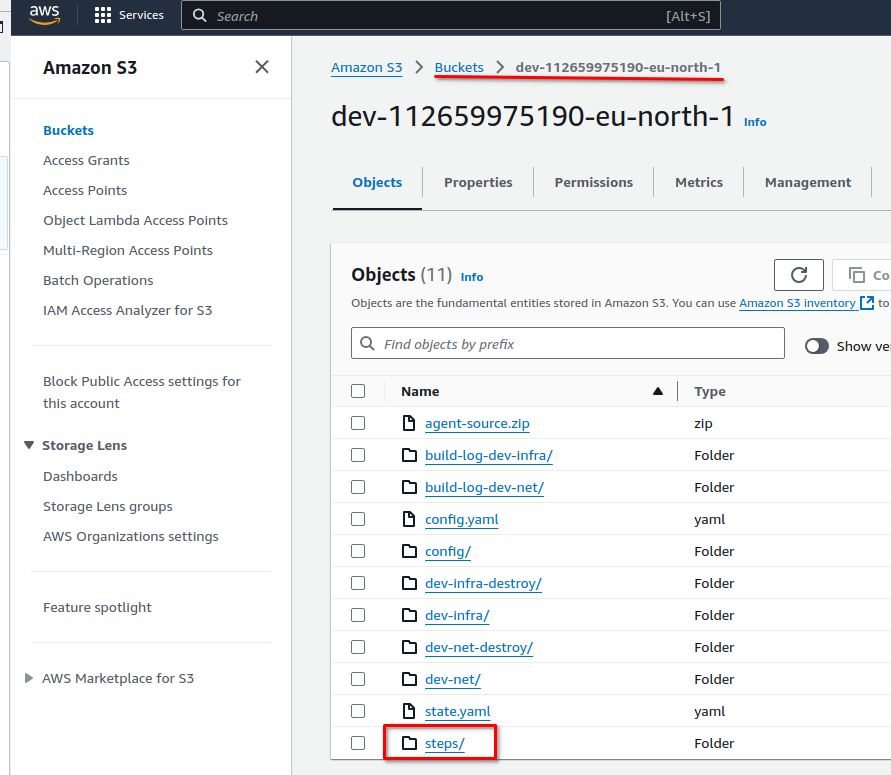 aws
Services
Search
[Alt+S]
Amazon S3
Buckets
Access Grants
Access Points
Object Lambda Access Points
Multi-Region Access Points
Batch Operations
IAM Access Analyzer for S3
Block Public Access settings for
this account
Storage Lens
Dashboards
Storage Lens groups
AWS Organizations settings
Feature spotlight
AWS Marketplace for S3
Amazon S3 > Buckets > dev-112659975190-eu-north-1
dev-112659975190-eu-north-1 Info
Objects Properties Permissions Metrics Management
Objects (11) Info
Co
Objects are the fundamental entities stored in Amazon S3. You can use Amazon S3 inventory to
Find objects by prefix
Show ve
Name Type
agent-source.zip zip
build-log-dev-infra/ Folder
build-log-dev-net/ Folder
config.yaml yaml
config/ Folder
dev-infra-destroy/ Folder
dev-infra/ Folder
dev-net-destroy/ Folder
dev-net/ Folder
state.yaml yaml
steps/ Folder